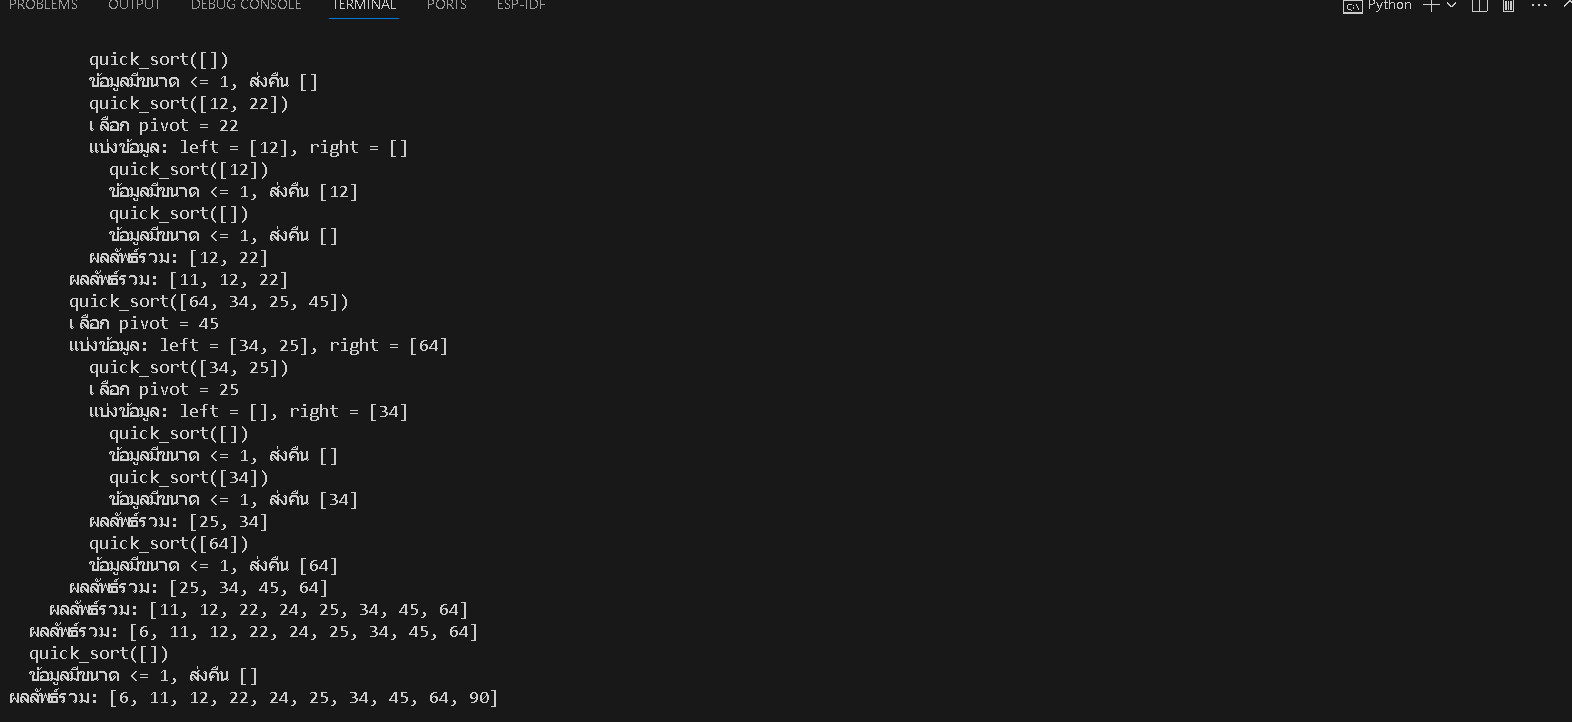 PROBLEMS OUTPUT DEBUG CONSOLE TERMINAL PORTS ESP-IDF Python
quick_sort([])
ข้อมูลมีขนาด <= 1, ส่งคืน []
quick_sort([12, 22])
เลือก pivot = 22
แบ่งข้อมูล: left = [12], right = []
quick_sort([12])
ข้อมูลมีขนาด <= 1, ส่งคืน [12]
quick_sort([])
ข้อมูลมีขนาด <= 1, ส่งคืน []
ผลลัพธ์รวม: [12, 22]
ผลลัพธ์รวม: [11, 12, 22]
quick_sort([64, 34, 25, 45])
เลือก pivot = 45
แบ่งข้อมูล: left = [34, 25], right = [64]
quick_sort([34, 25])
เลือก pivot = 25
แบ่งข้อมูล: left = [], right = [34]
quick_sort([])
ข้อมูลมีขนาด <= 1, ส่งคืน []
quick_sort([34])
ข้อมูลมีขนาด <= 1, ส่งคืน [34]
ผลลัพธ์รวม: [25, 34]
quick_sort([64])
ข้อมูลมีขนาด <= 1, ส่งคืน [64]
ผลลัพธ์รวม: [25, 34, 45, 64]
ผลลัพธ์รวม: [11, 12, 22, 24, 25, 34, 45, 64]
ผลลัพธ์รวม: [6, 11, 12, 22, 24, 25, 34, 45, 64]
quick_sort([])
ข้อมูลมีขนาด <= 1, ส่งคืน []
ผลลัพธ์รวม: [6, 11, 12, 22, 24, 25, 34, 45, 64, 90]